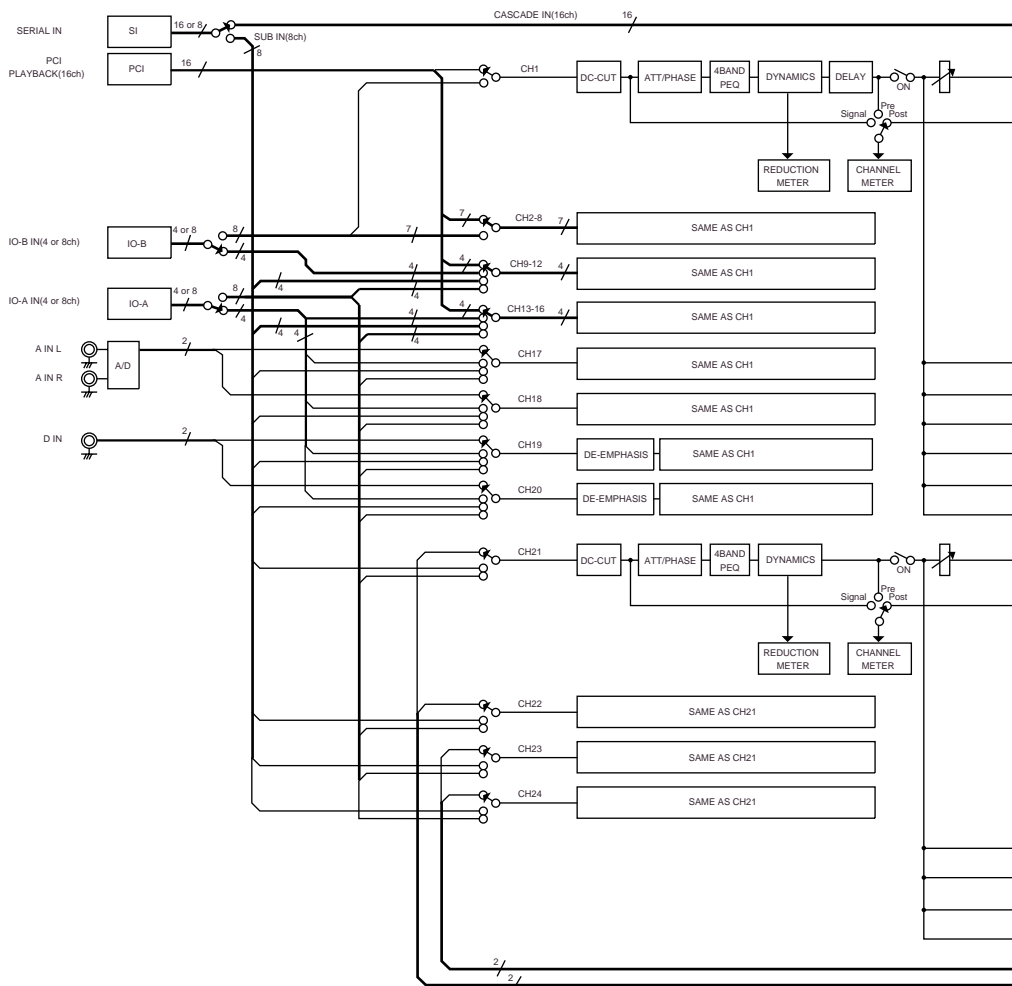 CASCADE IN(16ch)
16
SERIAL IN
SI
16 or 8
SUB IN(8ch)
8
PCI
PLAYBACK(16ch)
PCI
16
CH1
DC-CUT
ATT/PHASE
4BAND
PEQ
DYNAMICS
DELAY
ON
Pre
Signal
Post
REDUCTION
METER
CHANNEL
METER
IO-B IN(4 or 8ch)
IO-B
4 or 8
8
4
7
7
CH2-8
7
SAME AS CH1
4
4
4
4
4
CH9-12
4
SAME AS CH1
IO-A IN(4 or 8ch)
IO-A
4 or 8
8
4
4
4
4
4
4
CH13-16
4
SAME AS CH1
A IN L
A IN R
A/D
2
CH17
SAME AS CH1
CH18
SAME AS CH1
D IN
2
CH19
DE-EMPHASIS
SAME AS CH1
CH20
DE-EMPHASIS
SAME AS CH1
CH21
DC-CUT
ATT/PHASE
4BAND
PEQ
DYNAMICS
ON
Pre
Signal
Post
REDUCTION
METER
CHANNEL
METER
CH22
SAME AS CH21
CH23
SAME AS CH21
CH24
SAME AS CH21
2
2